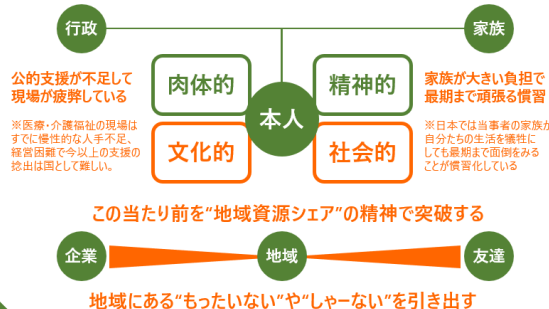 行政
家族
公的支援が不足して
現場が疲弊している
※医療・介護福祉の現場は
すでに慢性的な人手不足、
経営困難で今以上の支援の
捻出は国として難しい。
肉体的
精神的
本人
文化的
社会的
家族が大きい負担で
最期まで頑張る慣習
※日本では当事者の家族が
自分たちの生活を犠牲に
しても最期まで面倒をみる
ことが慣習化している
この当たり前を“地域資源シェア”の精神で突破する
企業
地域
友達
地域にある“もったいない”や“しゃーない”を引き出す